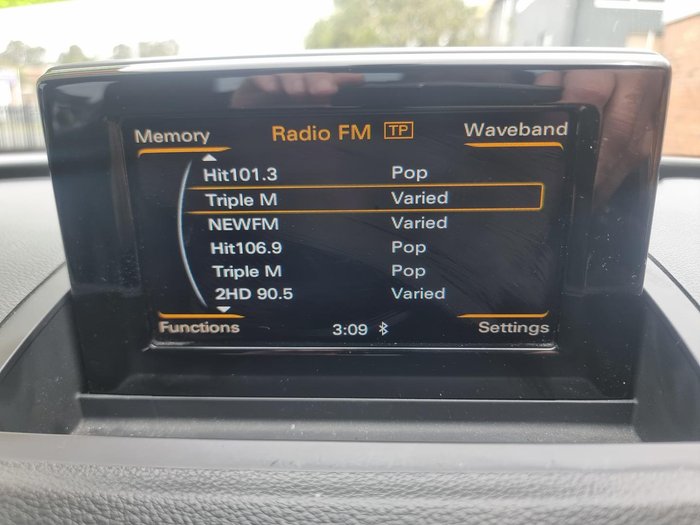 Memory Radio FM TP Waveband
Hit101.3 Pop
Triple M Varied
NEWFM Varied
Hit106.9 Pop
Triple M Pop
2HD 90.5 Varied
Functions 3:09 Settings